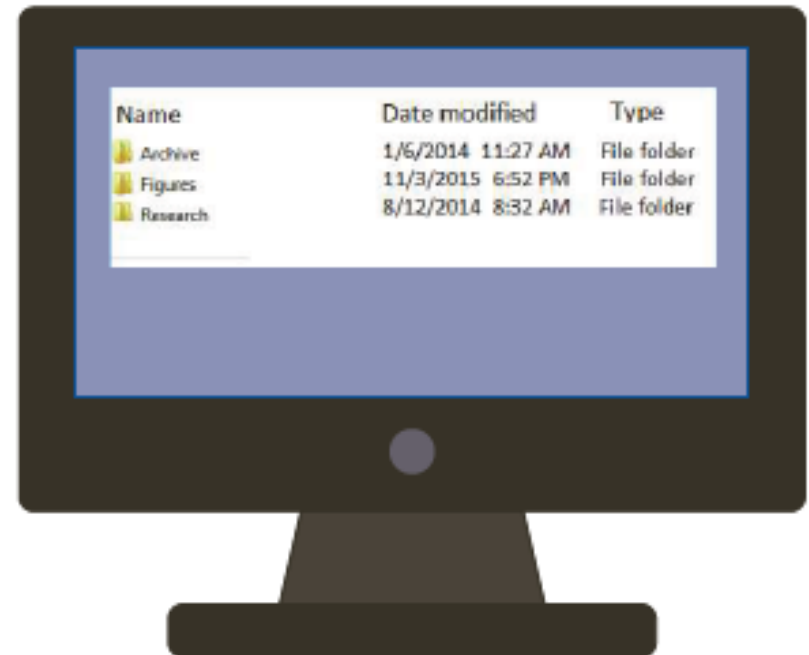 Name Date modified Type
Archive 1/6/2014 11:27 AM File folder
Figures 11/3/2015 6:52 PM File folder
Research 8/12/2014 8:32 AM File folder